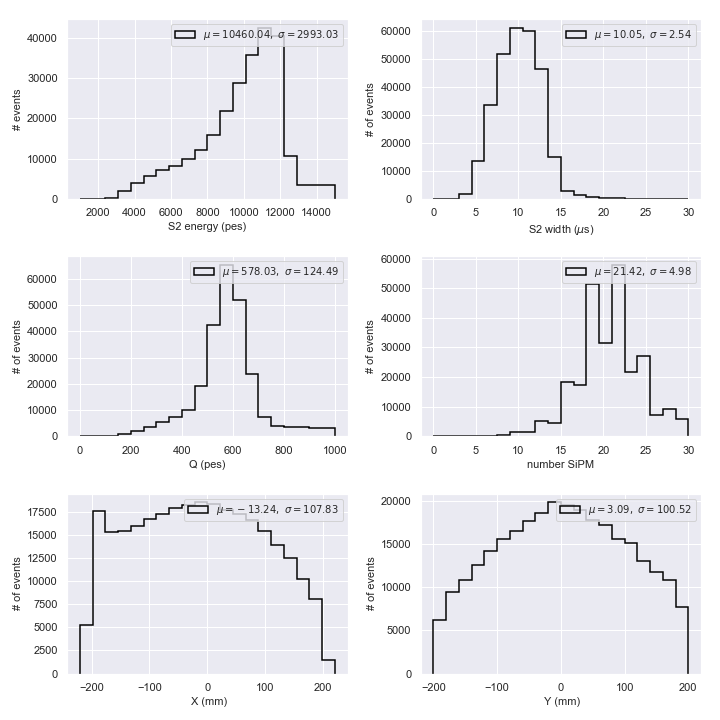 # events
40000
30000
20000
10000
0
μ = 10460.04, σ = 2993.03
2000 4000 6000 8000 10000 12000 14000
S2 energy (pes)
# of events
60000
50000
40000
30000
20000
10000
0
μ = 10.05, σ = 2.54
0 5 10 15 20 25 30
S2 width (μs)
# of events
60000
50000
40000
30000
20000
10000
0
μ = 578.03, σ = 124.49
0 200 400 600 800 1000
Q (pes)
# of events
60000
50000
40000
30000
20000
10000
0
μ = 21.42, σ = 4.98
0 5 10 15 20 25 30
number SiPM
# of events
17500
15000
12500
10000
7500
5000
2500
0
μ = −13.24, σ = 107.83
−200 −100 0 100 200
X (mm)
# of events
20000
15000
10000
5000
0
μ = 3.09, σ = 100.52
−200 −100 0 100 200
Y (mm)